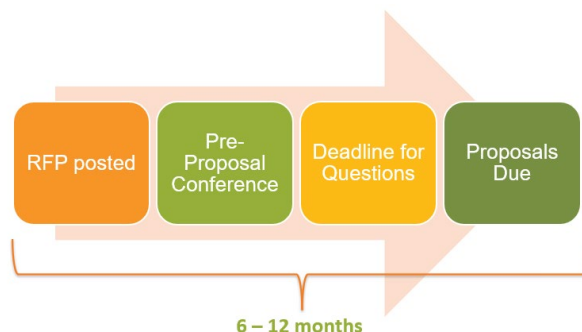 RFP posted
Pre-
Proposal
Conference
Deadline for
Questions
Proposals
Due
6 – 12 months